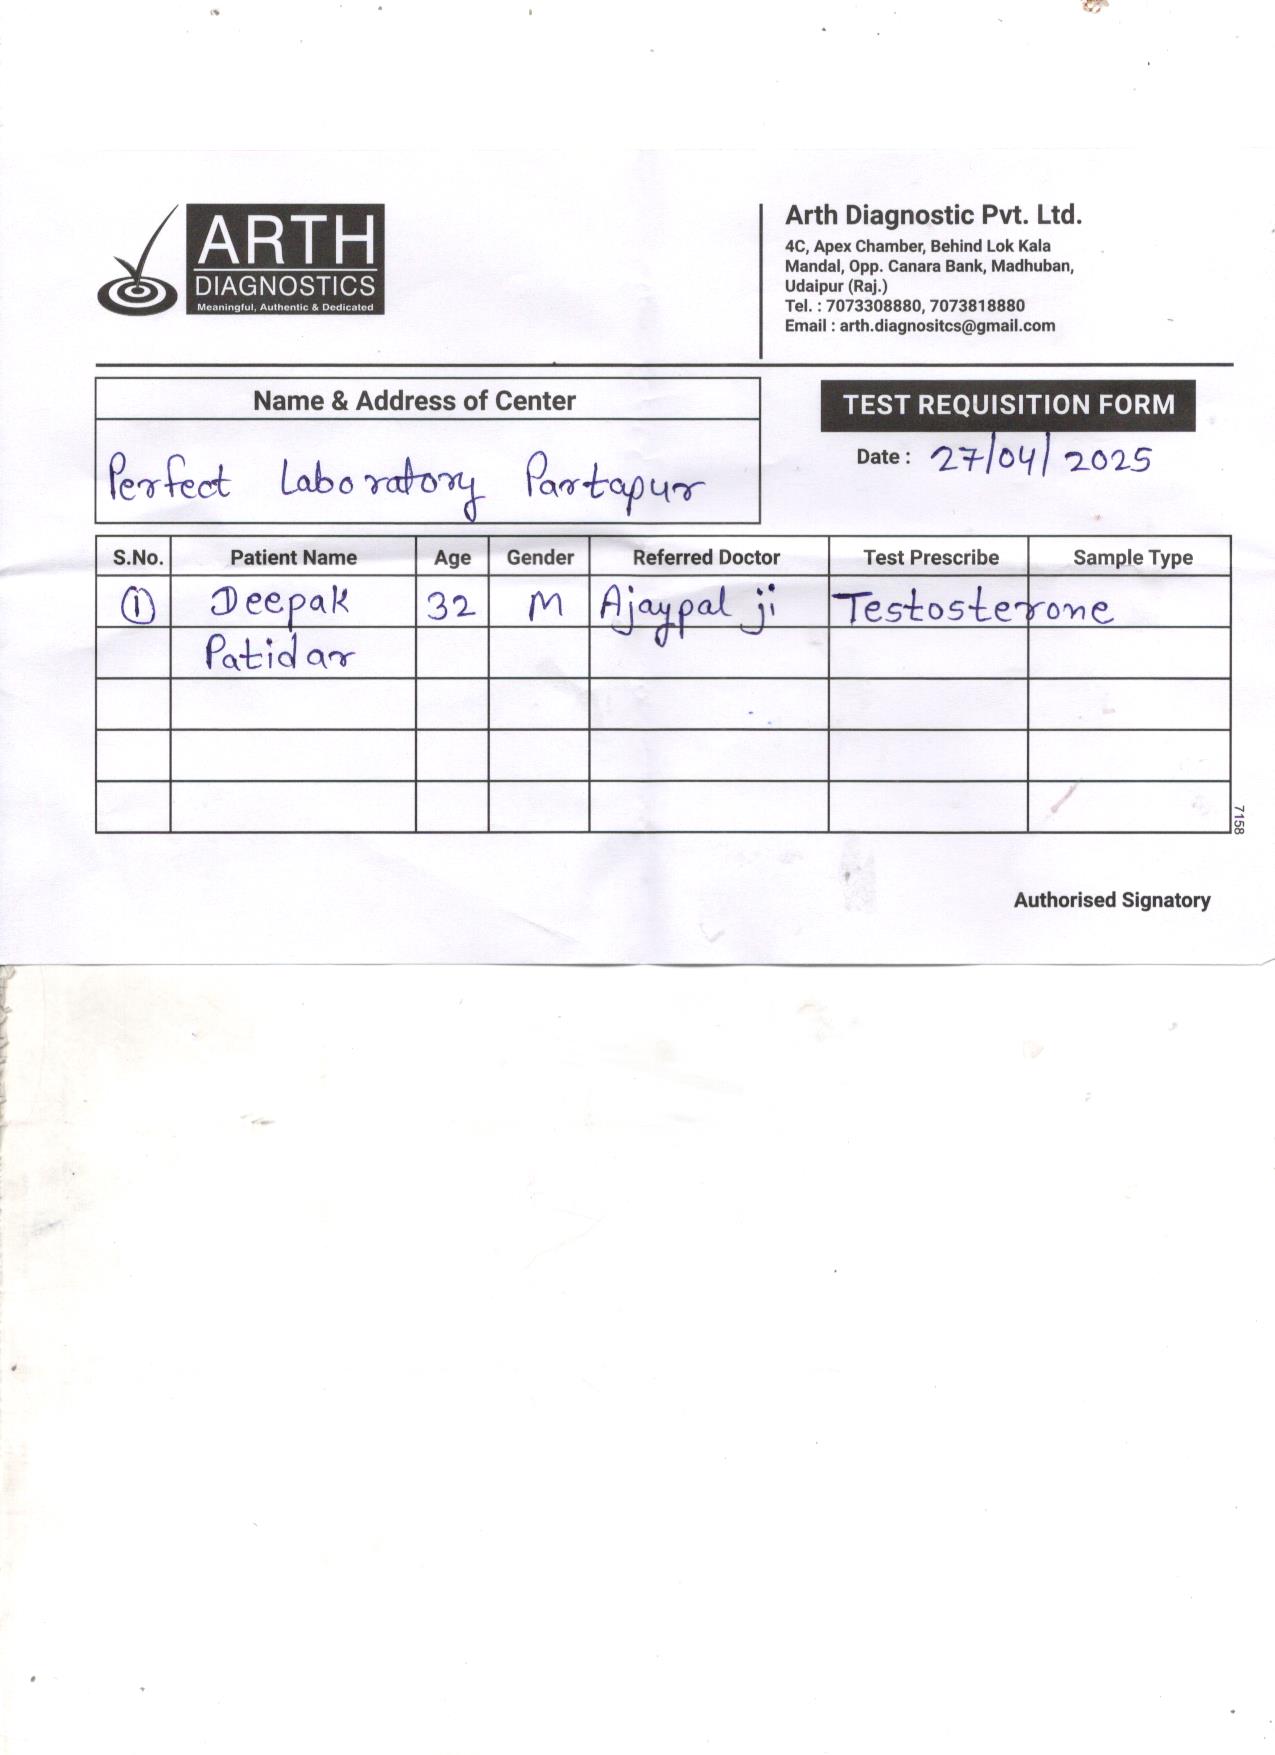 ARTH
DIAGNOSTICS
Meaningful, Authentic & Dedicated
Arth Diagnostic Pvt. Ltd.
4C, Apex Chamber, Behind Lok Kala
Mandal, Opp. Canara Bank, Madhuban,
Udaipur (Raj.)
Tel. : 7073308880, 7073818880
Email : arth.diagnositcs@gmail.com
Name & Address of Center
Perfect Laboratory Partapur
TEST REQUISITION FORM
Date : 27/04/2025
S.No. Patient Name Age Gender Referred Doctor Test Prescribe Sample Type
1 Deepak 32 M Ajaypal ji Testosterone
Patidar
7158
Authorised Signatory